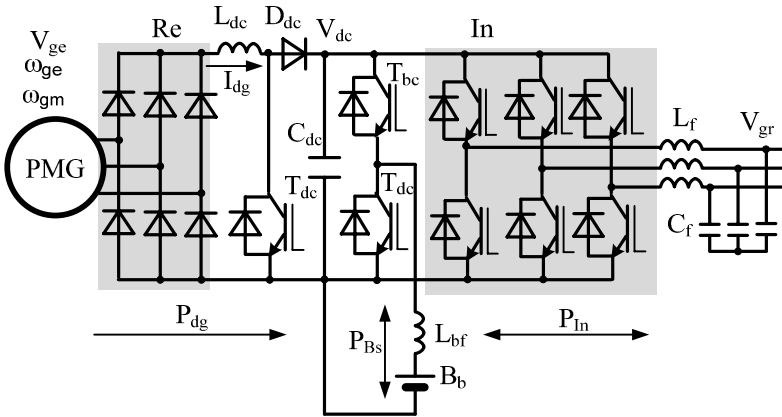 Re
L_dc
D_dc
V_dc
In
V_ge
ω_ge
ω_gm
I_dg
T_bc
C_dc
L_f
V_gr
PMG
T_dc
T_dc
C_f
P_dg
P_Bs
L_bf
P_In
B_b